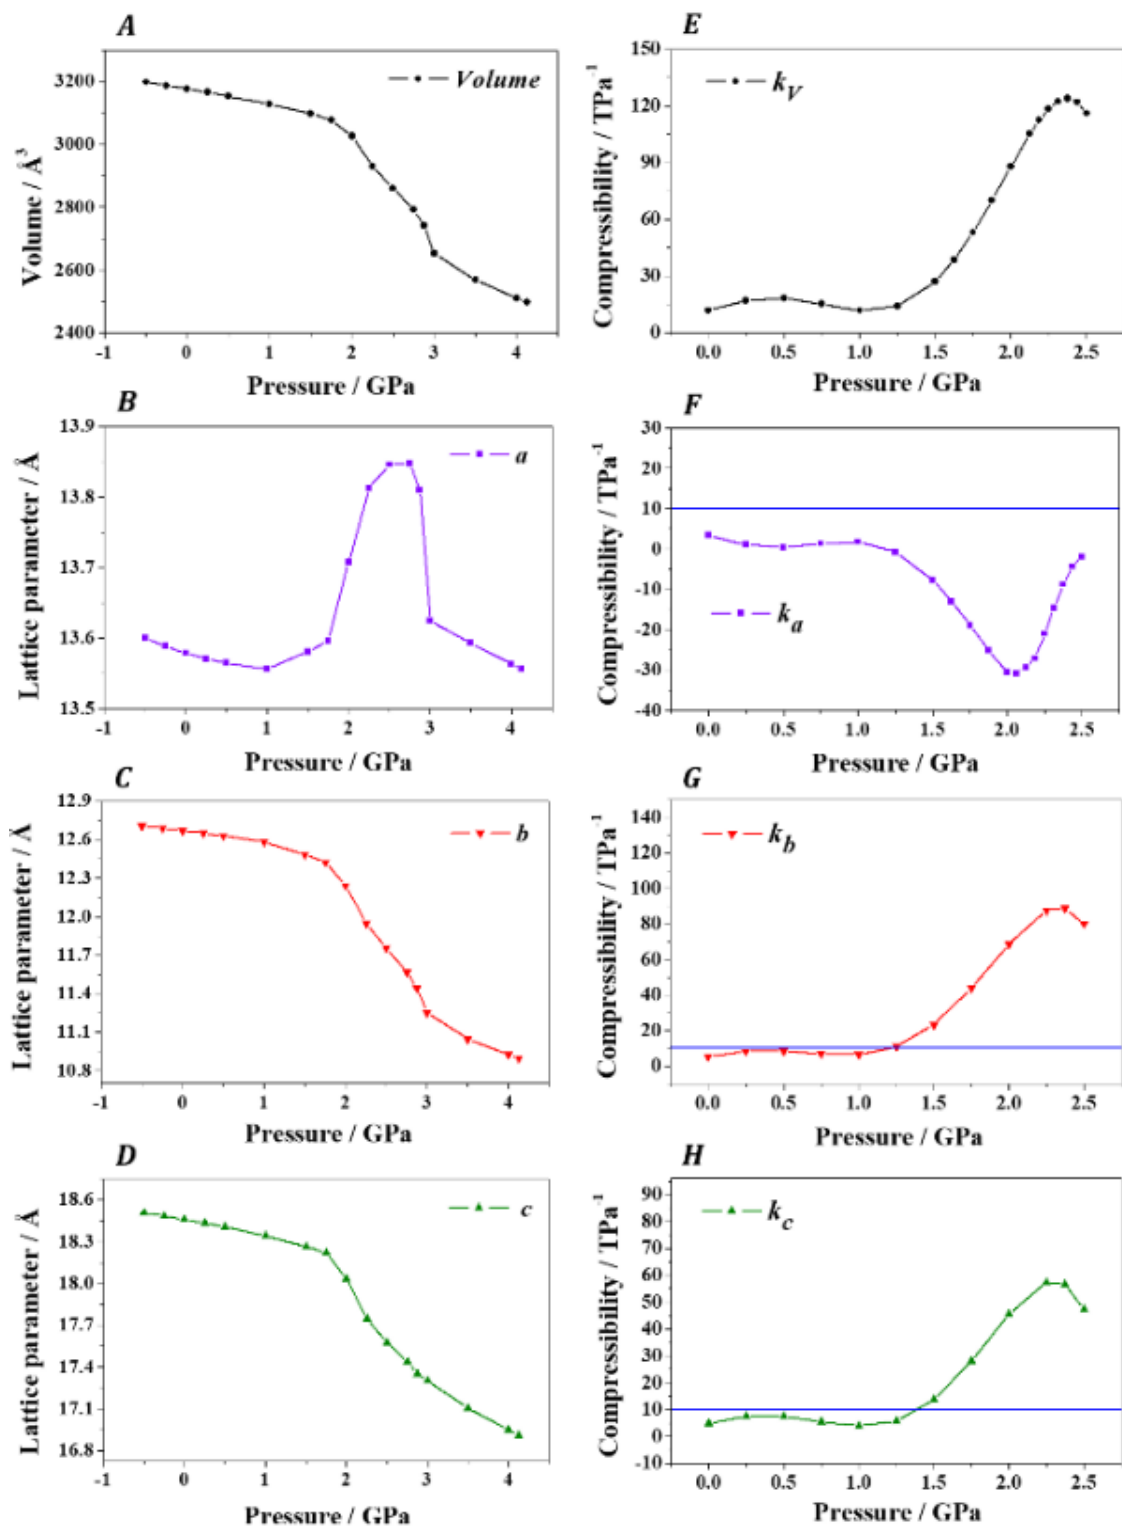 A
Volume
3200
3000
2800
2600
2400
-1 0 1 2 3 4
Volume / Å³
Pressure / GPa
E
k_V
150
120
90
60
30
0
0.0 0.5 1.0 1.5 2.0 2.5
Compressibility / TPa⁻¹
Pressure / GPa
B
a
13.9
13.8
13.7
13.6
13.5
-1 0 1 2 3 4
Lattice parameter / Å
Pressure / GPa
F
k_a
30
20
10
0
-10
-20
-30
-40
0.0 0.5 1.0 1.5 2.0 2.5
Compressibility / TPa⁻¹
Pressure / GPa
C
b
12.9
12.6
12.3
12.0
11.7
11.4
11.1
10.8
-1 0 1 2 3 4
Lattice parameter / Å
Pressure / GPa
G
k_b
140
120
100
80
60
40
20
0
0.0 0.5 1.0 1.5 2.0 2.5
Compressibility / TPa⁻¹
Pressure / GPa
D
c
18.6
18.3
18.0
17.7
17.4
17.1
16.8
-1 0 1 2 3 4
Lattice parameter / Å
Pressure / GPa
H
k_c
90
80
70
60
50
40
30
20
10
0
-10
0.0 0.5 1.0 1.5 2.0 2.5
Compressibility / TPa⁻¹
Pressure / GPa